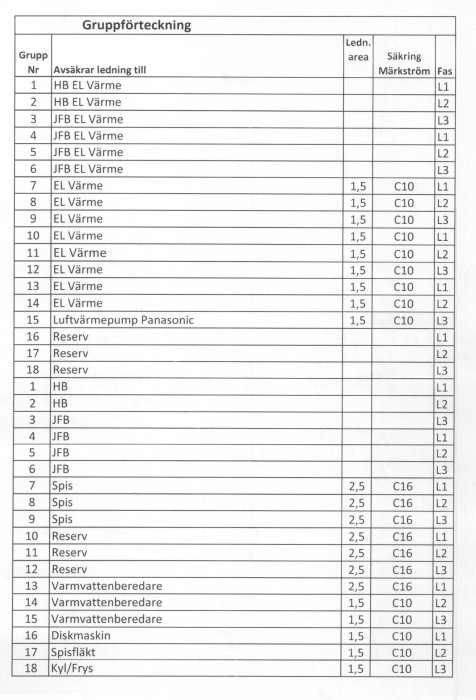 Gruppförteckning
Grupp Nr Avsäkrar ledning till Ledn. area Säkring Märkström Fas
1 HB EL Värme L1
2 HB EL Värme L2
3 JFB EL Värme L3
4 JFB EL Värme L1
5 JFB EL Värme L2
6 JFB EL Värme L3
7 EL Värme 1,5 C10 L1
8 EL Värme 1,5 C10 L2
9 EL Värme 1,5 C10 L3
10 EL Värme 1,5 C10 L1
11 EL Värme 1,5 C10 L2
12 EL Värme 1,5 C10 L3
13 EL Värme 1,5 C10 L1
14 EL Värme 1,5 C10 L2
15 Luftvärmepump Panasonic 1,5 C10 L3
16 Reserv L1
17 Reserv L2
18 Reserv L3
1 HB L1
2 HB L2
3 JFB L3
4 JFB L1
5 JFB L2
6 JFB L3
7 Spis 2,5 C16 L1
8 Spis 2,5 C16 L2
9 Spis 2,5 C16 L3
10 Reserv 2,5 C16 L1
11 Reserv 2,5 C16 L2
12 Reserv 2,5 C16 L3
13 Varmvattenberedare 2,5 C16 L1
14 Varmvattenberedare 1,5 C10 L2
15 Varmvattenberedare 1,5 C10 L3
16 Diskmaskin 1,5 C10 L1
17 Spisfläkt 1,5 C10 L2
18 Kyl/Frys 1,5 C10 L3